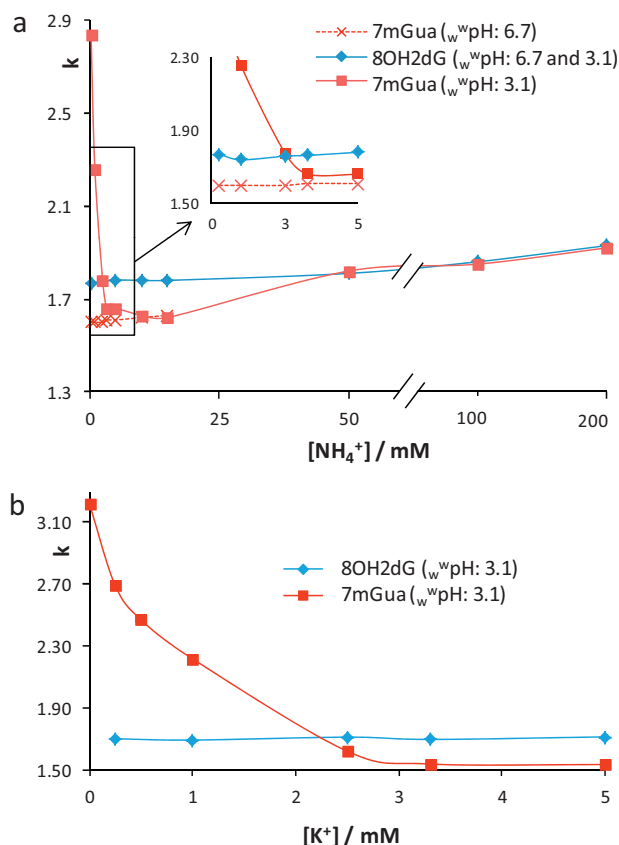 a
7mGua (wʷpH: 6.7)
8OH2dG (wʷpH: 6.7 and 3.1)
7mGua (wʷpH: 3.1)
k
2.9
2.5
2.1
1.7
1.3
0
25
50
100
200
[NH₄⁺] / mM
2.30
1.90
1.50
0
3
5
b
8OH2dG (wʷpH: 3.1)
7mGua (wʷpH: 3.1)
k
3.10
2.70
2.30
1.90
1.50
0
1
2
3
4
5
[K⁺] / mM